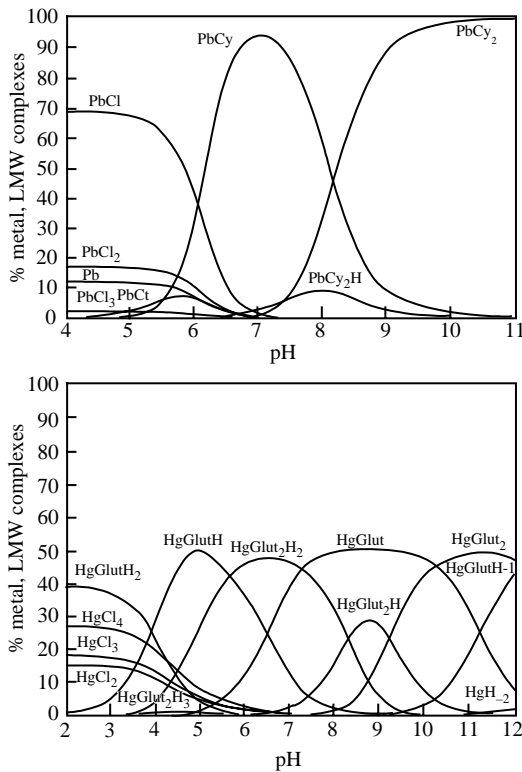 % metal, LMW complexes
100
90
80
70
60
50
40
30
20
10
0
PbCl
PbCy
PbCy2
PbCl2
Pb
PbCl3
PbCt
PbCy2H
4 5 6 7 8 9 10 11
pH
% metal, LMW complexes
100
90
80
70
60
50
40
30
20
10
0
HgGlutH2
HgGlutH
HgGlut2H2
HgGlut
HgGlut2
HgGlutH-1
HgCl4
HgCl3
HgCl2
HgGlut2H3
HgGlut2H
HgH-2
2 3 4 5 6 7 8 9 10 11 12
pH